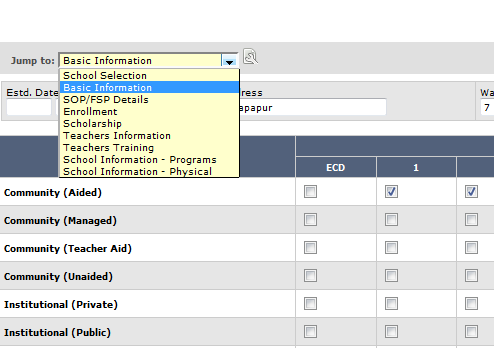 Jump to: Basic Information
School Selection
Basic Information
SOP/FSP Details
Enrollment
Scholarship
Teachers Information
Teachers Training
School Information - Programs
School Information - Physical
Estd. Date
ress
Wa
apapur
7
ECD 1
Community (Aided)
Community (Managed)
Community (Teacher Aid)
Community (Unaided)
Institutional (Private)
Institutional (Public)